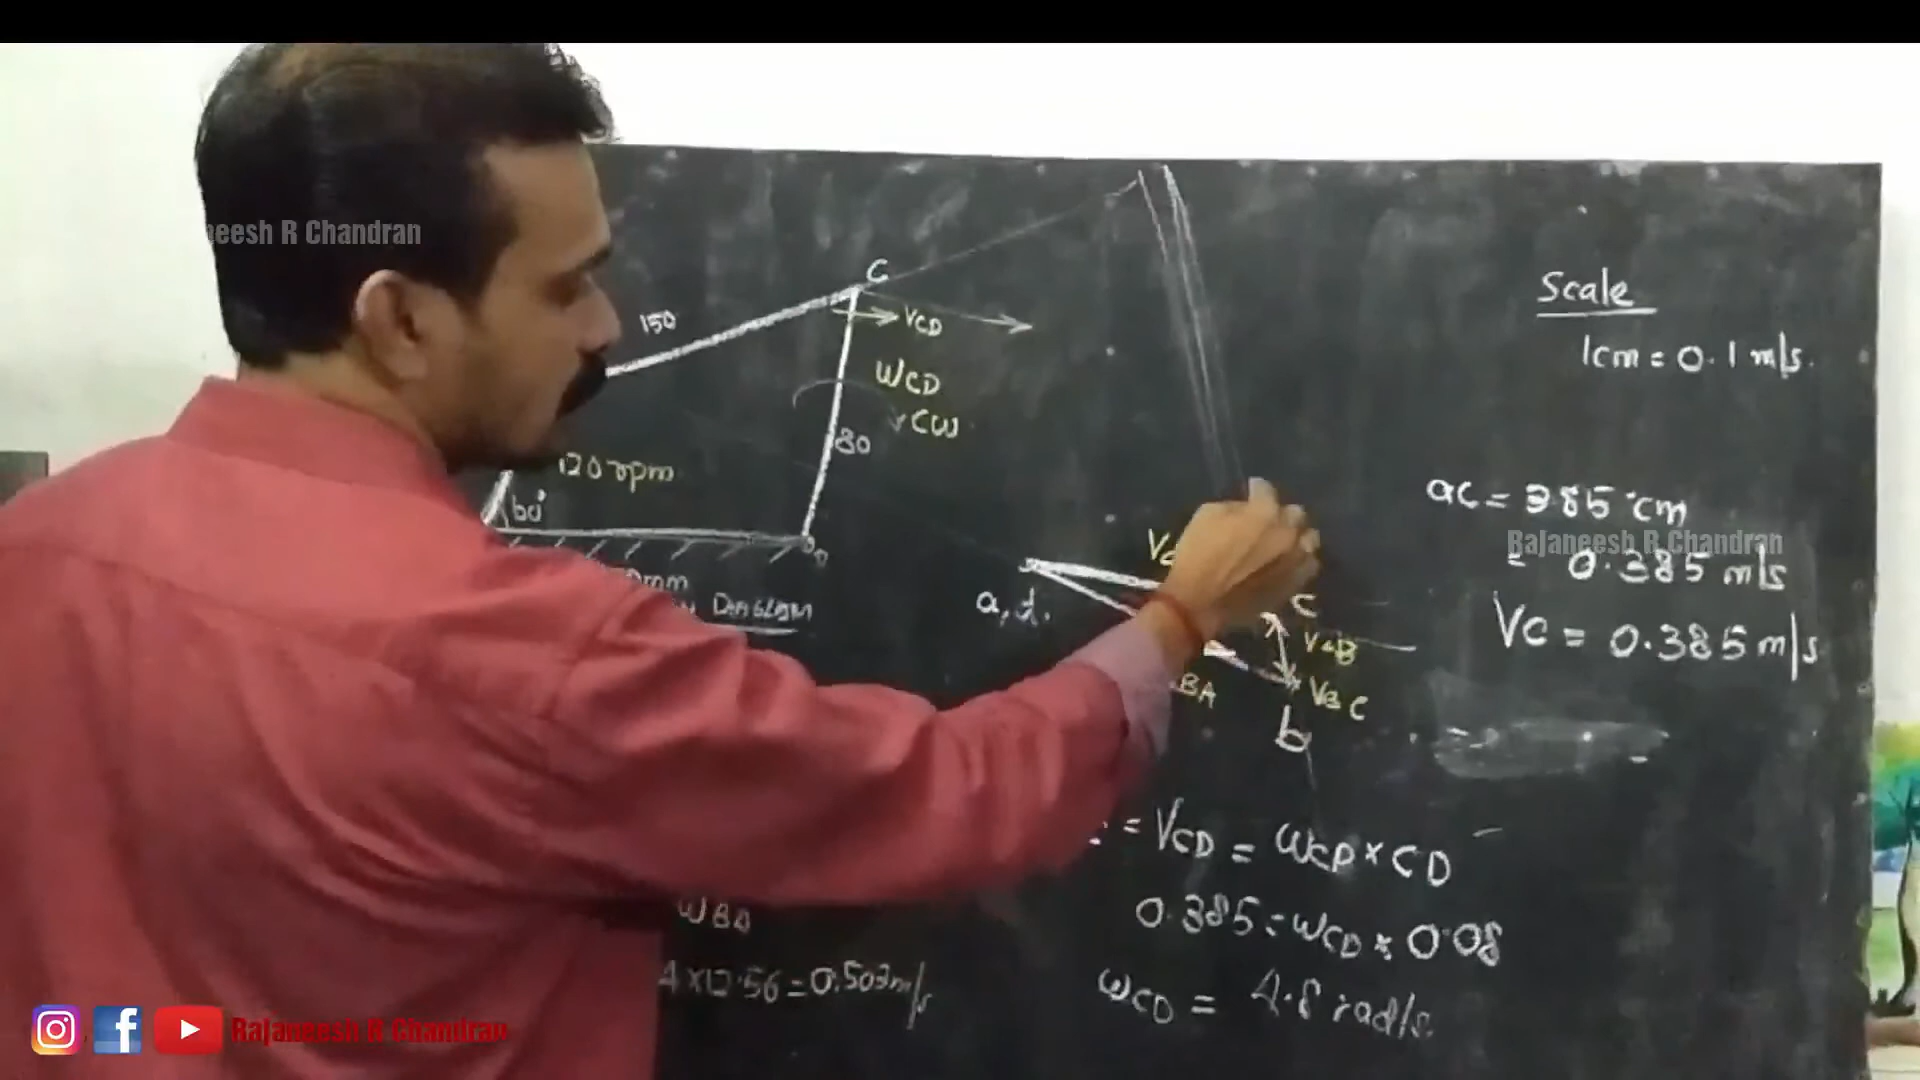 neesh R Chandran
C
150
VCD
WCD
CW
80
120 rpm
60°
DIAGRAM
Scale
1cm = 0.1 m/s.
ac = 3.85 cm
Rajaneesh R Chandran
= 0.385 m/s
VC = 0.385 m/s
a, d.
C
VCB
BA
VBC
b
= VCD = WCD × CD
0.385 = WCD × 0.08
WCD = 4.8 rad/s.
WBA
4 × 12.56 = 0.503 m/s
Rajaneesh R Chandran